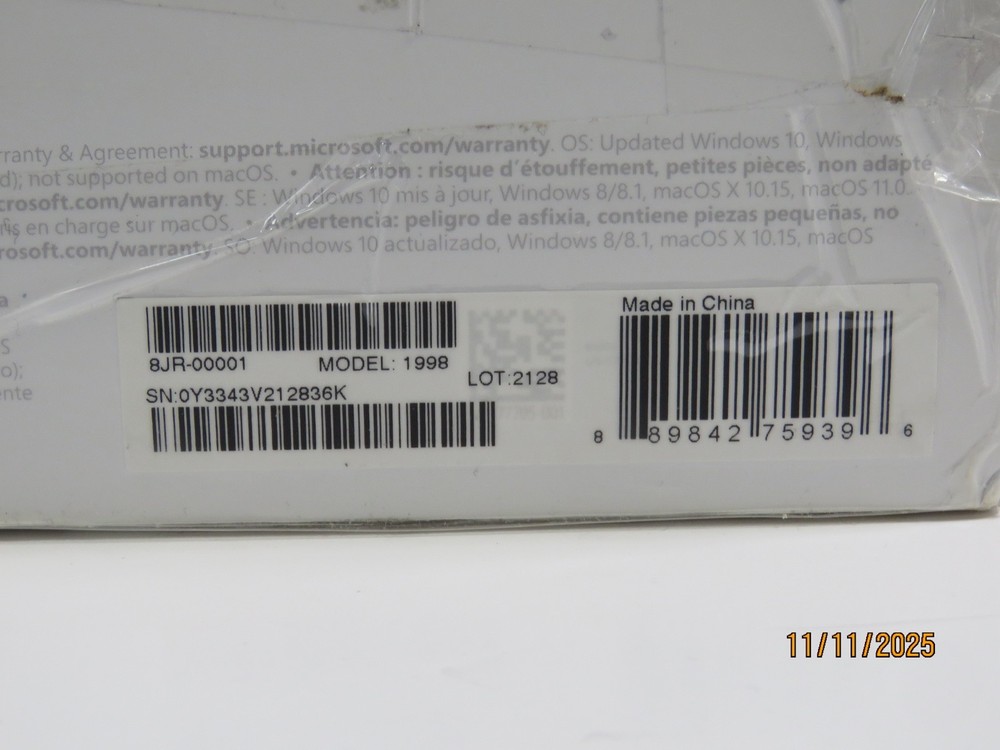 rranty & Agreement: support.microsoft.com/warranty. OS: Updated Windows 10, Windows
d); not supported on macOS. • Attention : risque d´étouffement, petites pièces, non adapté
crosoft.com/warranty. SE : Windows 10 mis à jour, Windows 8/8.1, macOS X 10.15, macOS 11.0.
en charge sur macOS. • Advertencia: peligro de asfixia, contiene piezas pequeñas, no
rosoft.com/warranty. SO: Windows 10 actualizado, Windows 8/8.1, macOS X 10.15, macOS
a •
S
o);
ente
8JR-00001 MODEL: 1998
SN:0Y3343V212836K
LOT:2128
Made in China
8 89842 75939 6
11/11/2025